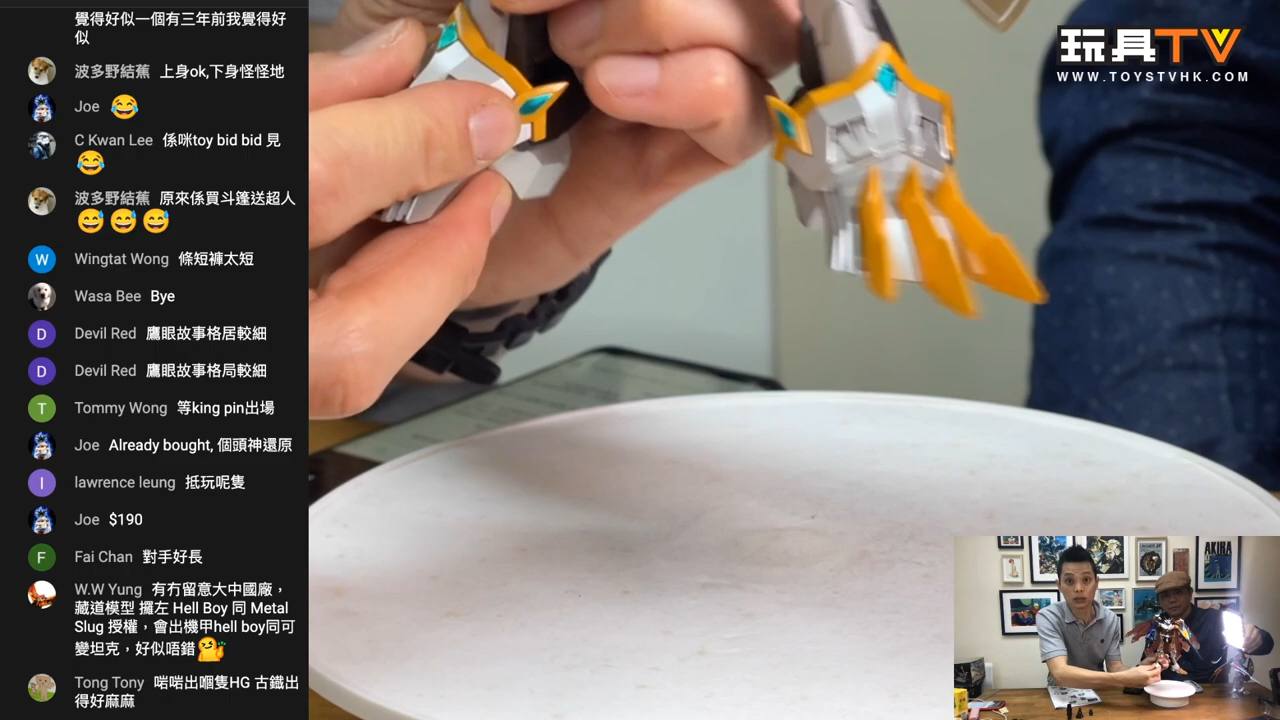 覺得好似一個有三年前我覺得好
似
波多野結蕉 上身ok,下身怪怪地
Joe 😂
C Kwan Lee 係咪toy bid bid 見
😂
波多野結蕉 原來係買斗篷送超人
😅😅😅
Wingtat Wong 條短褲太短
Wasa Bee Bye
Devil Red 鷹眼故事格居較細
Devil Red 鷹眼故事格局較細
Tommy Wong 等king pin出場
Joe Already bought, 個頭神還原
lawrence leung 抵玩呢隻
Joe $190
Fai Chan 對手好長
W.W Yung 有冇留意大中國廠，
藏道模型 攞左 Hell Boy 同 Metal
Slug 授權，會出機甲hell boy同可
變坦克，好似唔錯
Tong Tony 啱啱出嗰隻HG 古鐵出
得好麻麻
W
D
D
T
l
F
玩具TV
WWW.TOYSTVHK.COM
AKIRA